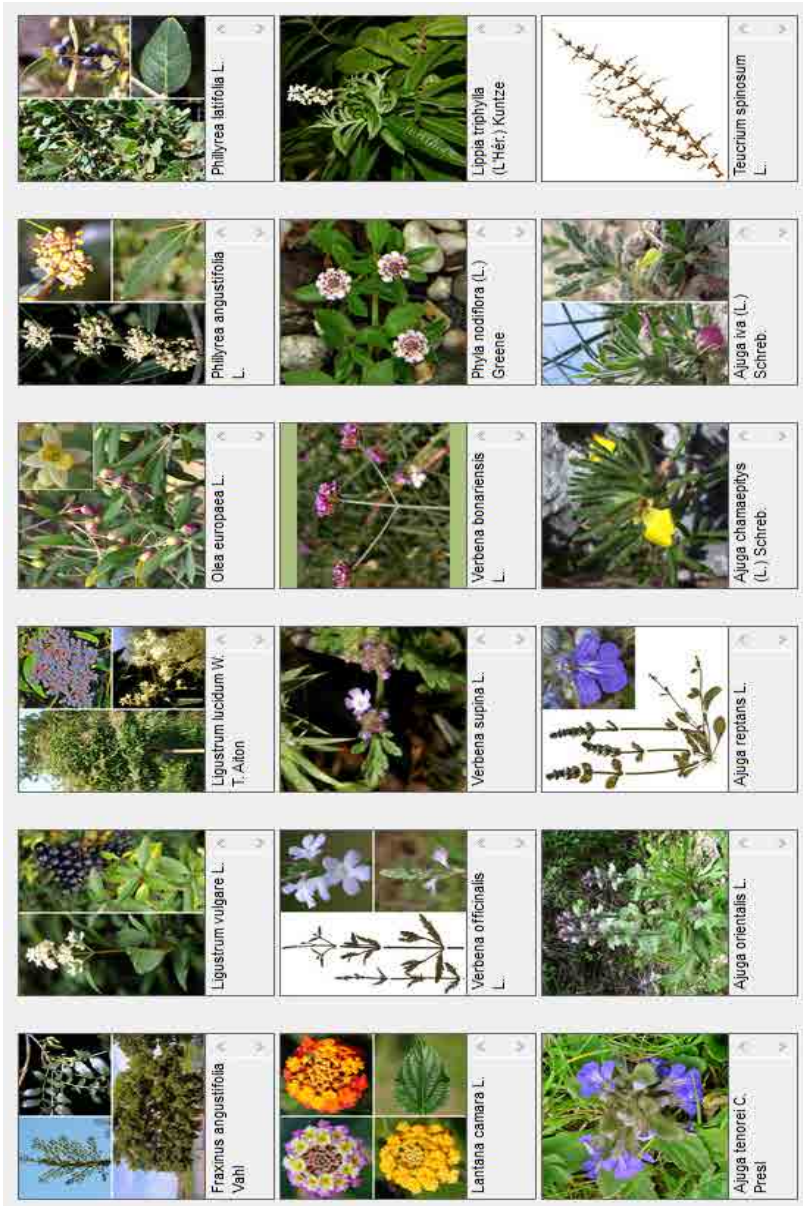 Fraxinus angustifolia
Vahl
Ligustrum vulgare L.
Ligustrum lucidum W.
T. Aiton
Olea europaea L.
Phillyrea angustifolia
L.
Phillyrea latifolia L.
Lantana camara L.
Verbena officinalis
L.
Verbena supina L.
Verbena bonariensis
L.
Phyla nodiflora (L.)
Greene
Lippia triphylla
(L'Hér.) Kuntze
Ajuga tenorei C.
Presl
Ajuga orientalis L.
Ajuga reptans L.
Ajuga chamaepitys
(L.) Schreb.
Ajuga iva (L.)
Schreb.
Teucrium spinosum
L.